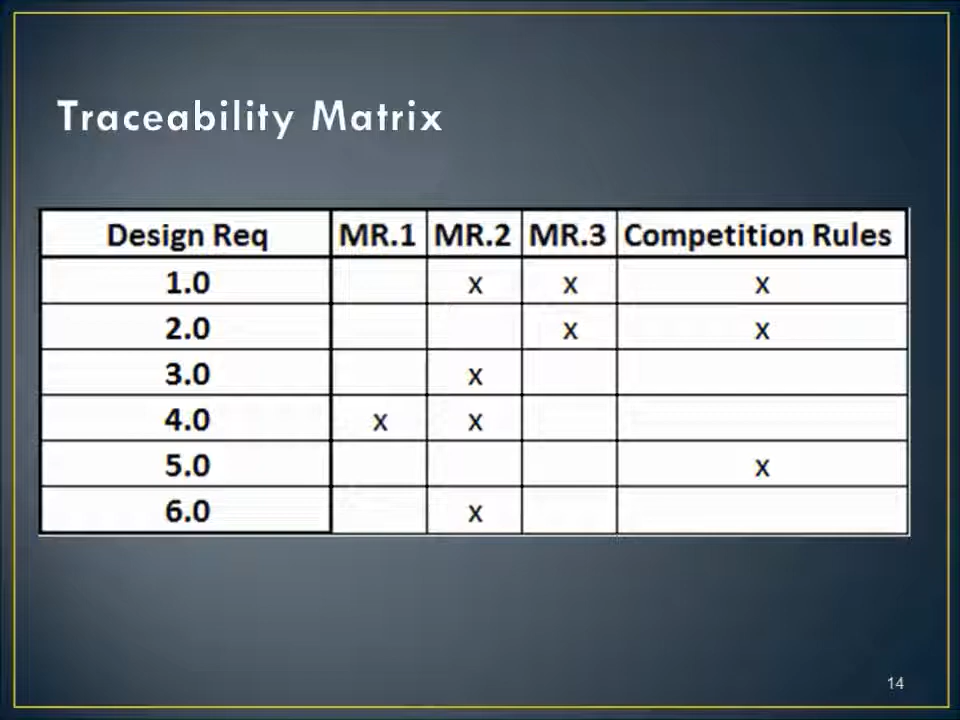 Traceability Matrix
Design Req MR.1 MR.2 MR.3 Competition Rules
1.0 x x x
2.0 x x
3.0 x
4.0 x x
5.0 x
6.0 x
14